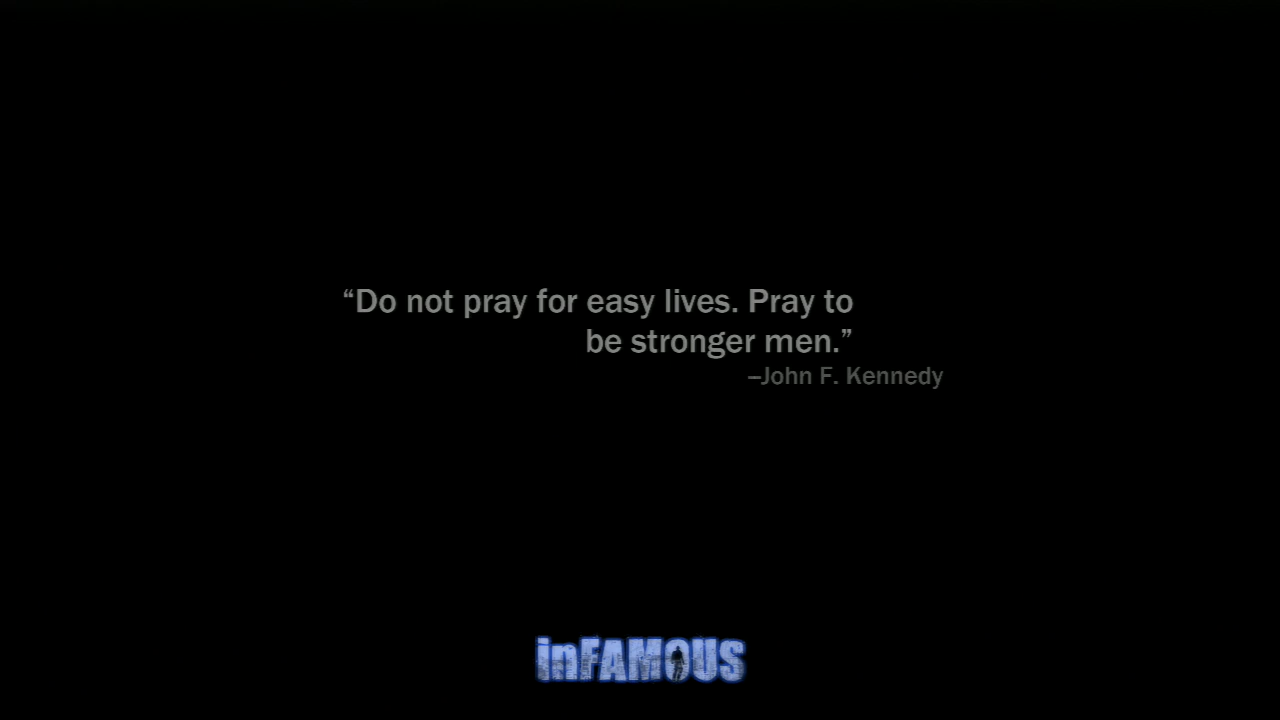 “Do not pray for easy lives. Pray to
be stronger men.”
–John F. Kennedy
inFAMOUS